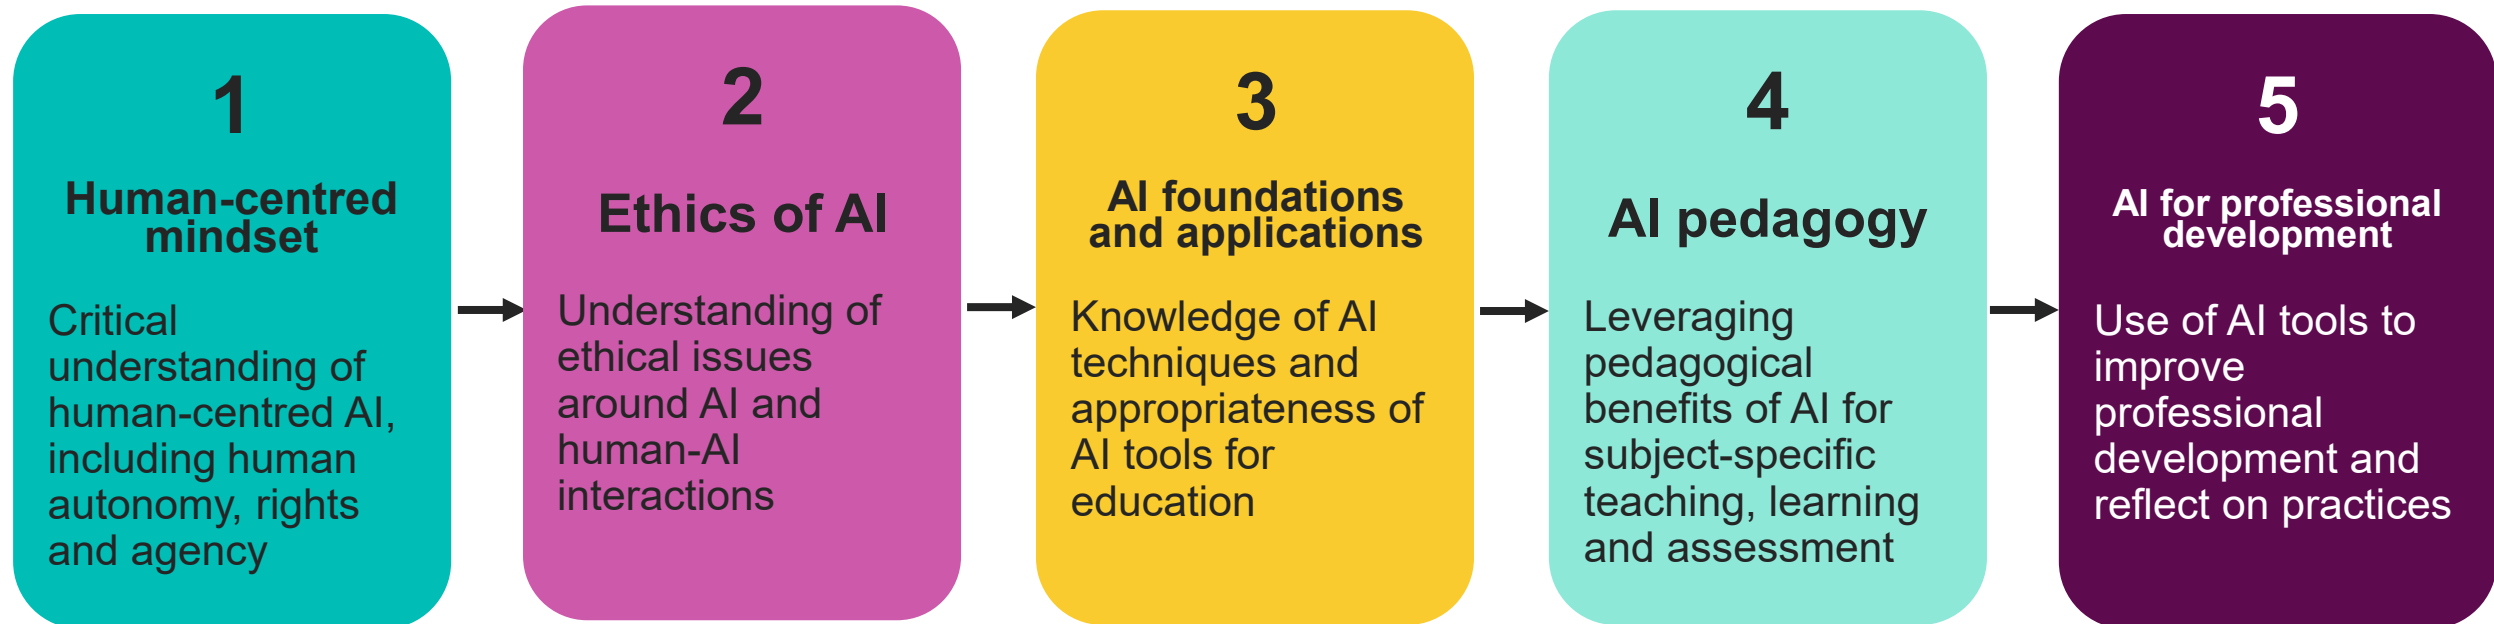 1
Human-centred
mindset
Critical
understanding of
human-centred AI,
including human
autonomy, rights
and agency
2
Ethics of AI
Understanding of
ethical issues
around AI and
human-AI
interactions
3
AI foundations
and applications
Knowledge of AI
techniques and
appropriateness of
AI tools for
education
4
AI pedagogy
Leveraging
pedagogical
benefits of AI for
subject-specific
teaching, learning
and assessment
5
AI for professional
development
Use of AI tools to
improve
professional
development and
reflect on practices